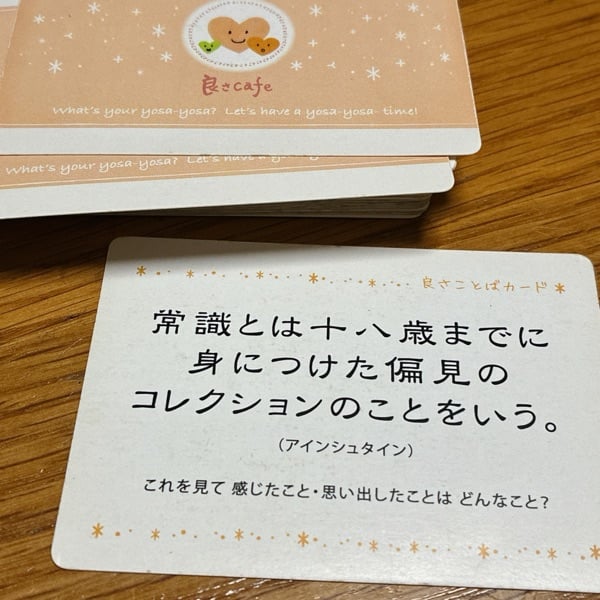 良さcafe
What's your yosa-yosa? Let's have a yosa-yosa- time!
What's your yosa-yosa? Let's have a
良さことばカード
常識とは十八歳までに
身につけた偏見の
コレクションのことをいう。
（アインシュタイン）
これを見て 感じたこと・思い出したことは どんなこと？